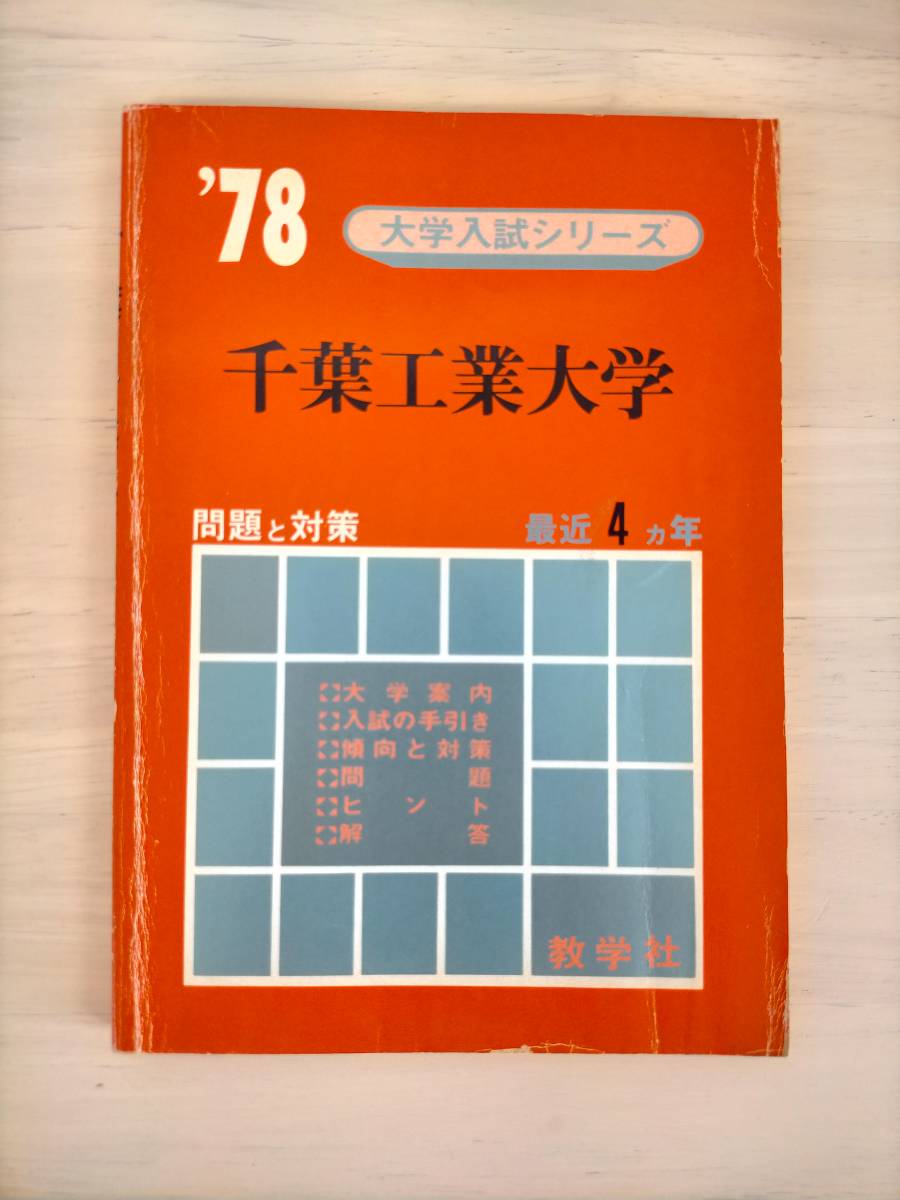 '78
大学入試シリーズ
千葉工業大学
問題と対策
最近4ヵ年
大学案内
入試の手引き
傾向と対策
問題
ヒント
解答
教学社